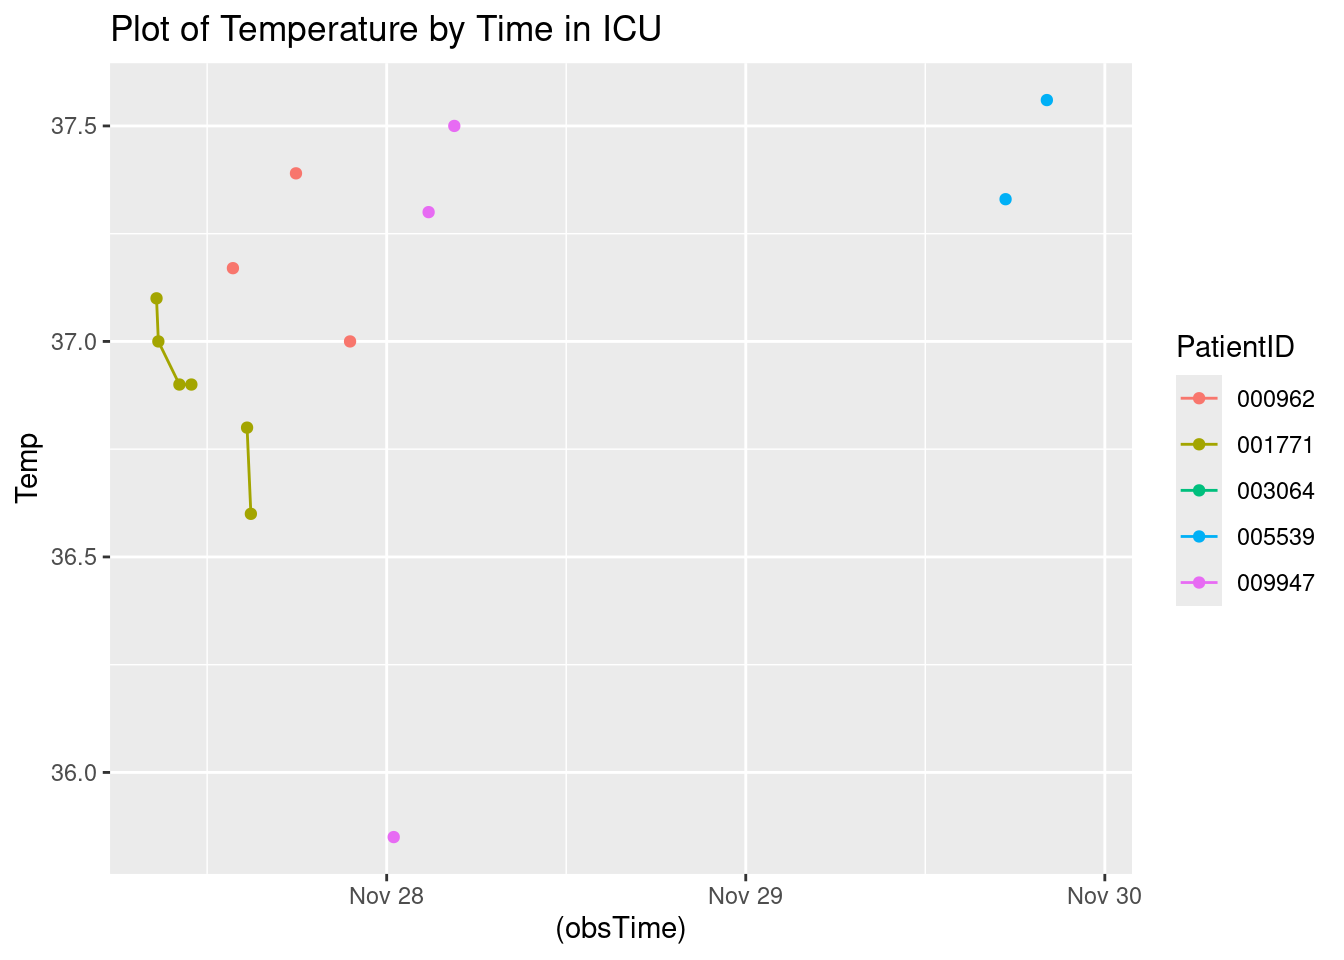 Plot of Temperature by Time in ICU
37.5
37.0
36.5
36.0
Temp
Nov 28
Nov 29
Nov 30
(obsTime)
PatientID
000962
001771
003064
005539
009947